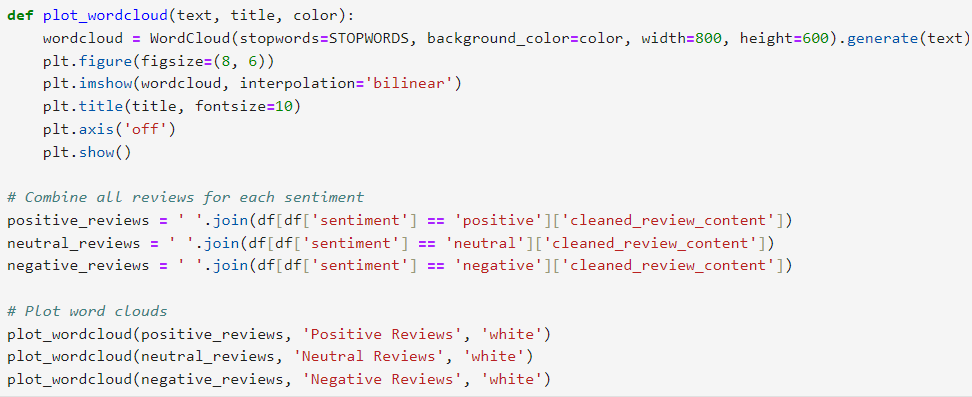 def plot_wordcloud(text, title, color):
    wordcloud = WordCloud(stopwords=STOPWORDS, background_color=color, width=800, height=600).generate(text)
    plt.figure(figsize=(8, 6))
    plt.imshow(wordcloud, interpolation='bilinear')
    plt.title(title, fontsize=10)
    plt.axis('off')
    plt.show()

# Combine all reviews for each sentiment
positive_reviews = ' '.join(df[df['sentiment'] == 'positive']['cleaned_review_content'])
neutral_reviews = ' '.join(df[df['sentiment'] == 'neutral']['cleaned_review_content'])
negative_reviews = ' '.join(df[df['sentiment'] == 'negative']['cleaned_review_content'])

# Plot word clouds
plot_wordcloud(positive_reviews, 'Positive Reviews', 'white')
plot_wordcloud(neutral_reviews, 'Neutral Reviews', 'white')
plot_wordcloud(negative_reviews, 'Negative Reviews', 'white')